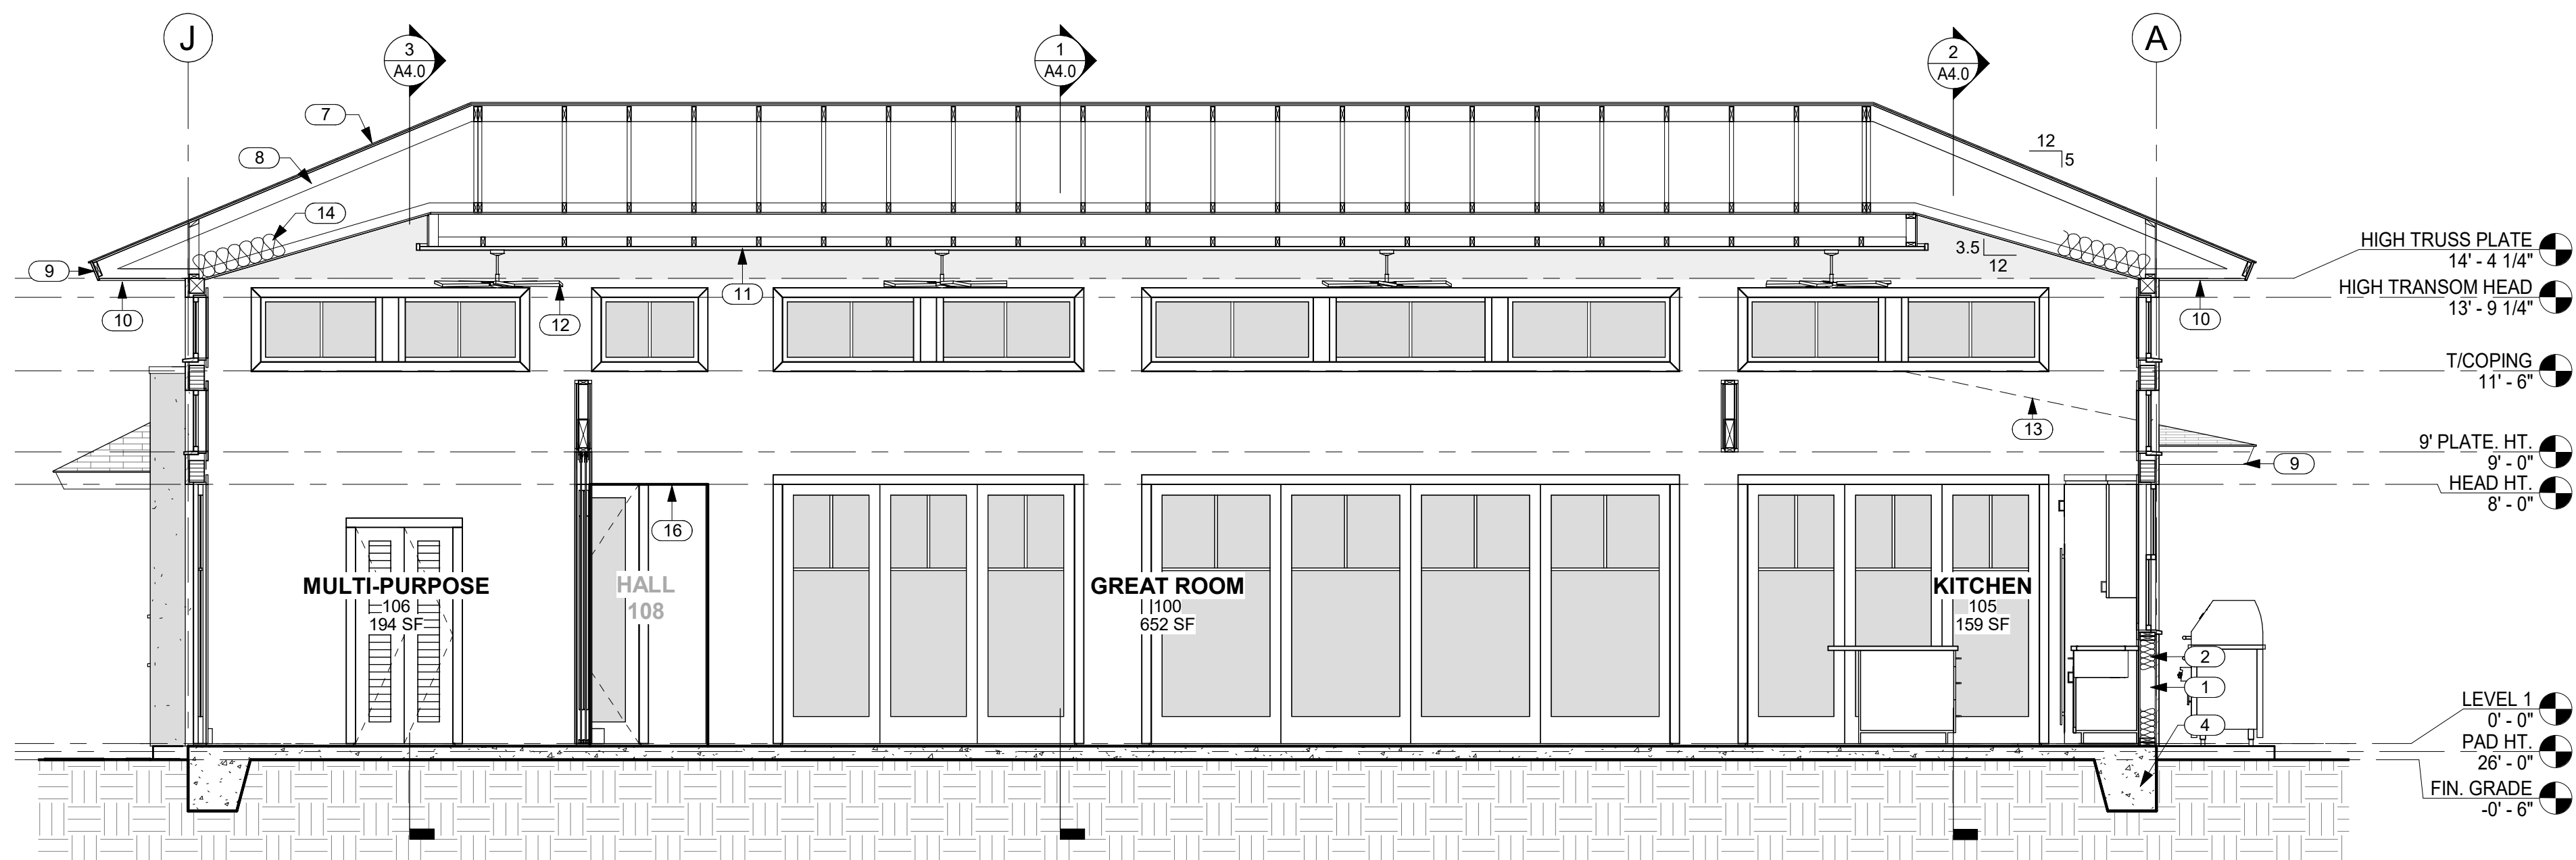 J
3
A4.0
1
A4.0
2
A4.0
A
7
8
14
9
10
12
5
3.5
12
11
12
10
13
9
16
HIGH TRUSS PLATE
14' - 4 1/4"
HIGH TRANSOM HEAD
13' - 9 1/4"
T/COPING
11' - 6"
9' PLATE. HT.
9' - 0"
HEAD HT.
8' - 0"
MULTI-PURPOSE
106
194 SF
HALL
108
GREAT ROOM
100
652 SF
KITCHEN
105
159 SF
2
1
4
LEVEL 1
0' - 0"
PAD HT.
26' - 0"
FIN. GRADE
-0' - 6"